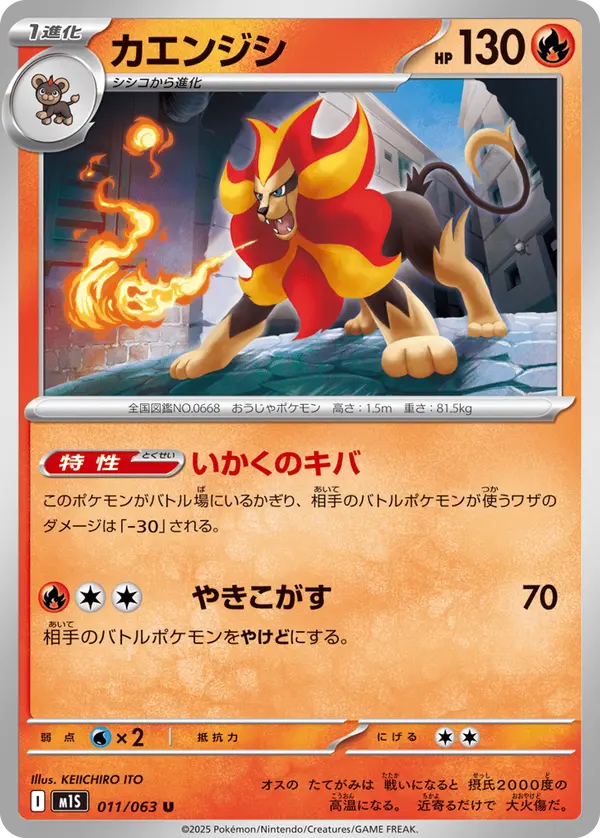 1進化
カエンジシ
HP 130
シシコから進化
全国図鑑NO.0668 おうじゃポケモン 高さ：1.5m 重さ：81.5kg
特性 とくせい いかくのキバ
このポケモンがバトル場にいるかぎり、相手のバトルポケモンが使うワザの
ダメージは「-30」される。
やきこがす 70
相手のバトルポケモンをやけどにする。
弱点 ×2 抵抗力 にげる
Illus. KEIICHIRO ITO
I M1S 011/063 U
オスの たてがみは 戦いになると 摂氏2000度の
高温になる。 近寄るだけで 大火傷だ。
©2025 Pokémon/Nintendo/Creatures/GAME FREAK.